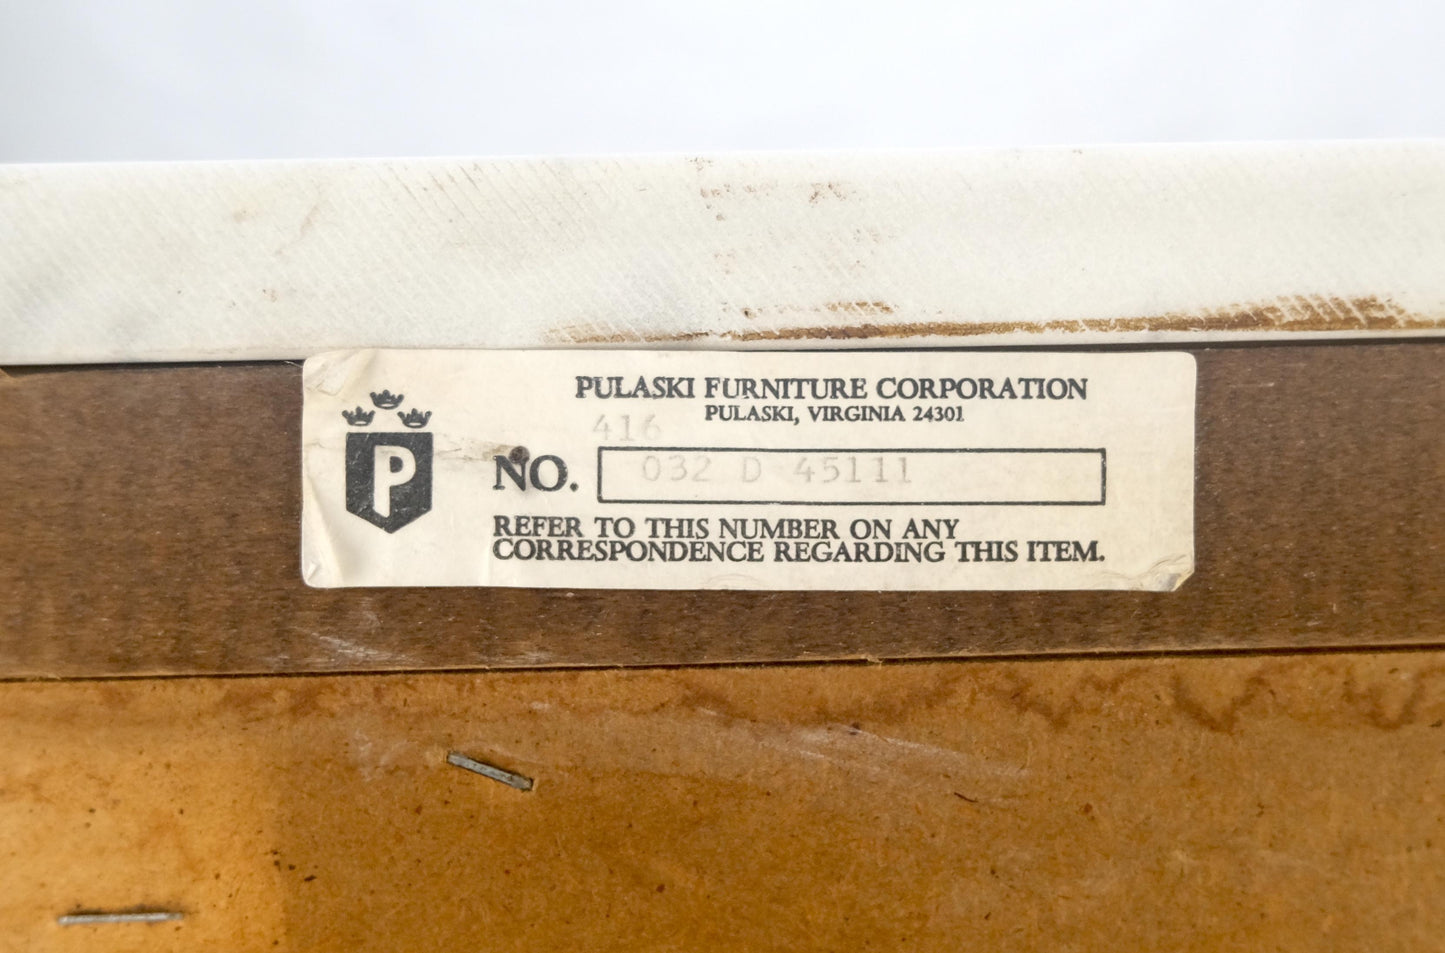 PULASKI FURNITURE CORPORATION
PULASKI, VIRGINIA 24301
416
P
NO. 032 D 45111
REFER TO THIS NUMBER ON ANY
CORRESPONDENCE REGARDING THIS ITEM.